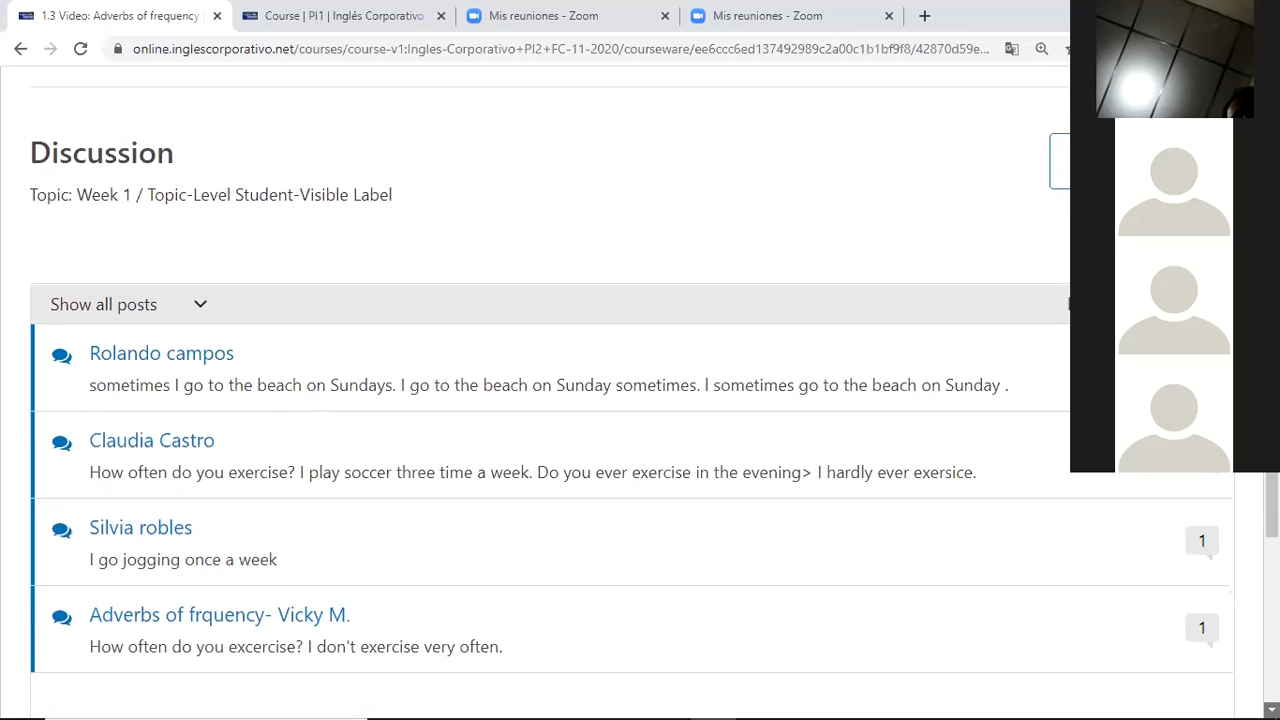 1.3 Video: Adverbs of frequency
Course | PI1 | Inglés Corporativo
Mis reuniones - Zoom
Mis reuniones - Zoom
online.inglescorporativo.net/courses/course-v1:Ingles-Corporativo+PI2+FC-11-2020/courseware/ee6ccc6ed137492989c2a00c1b1bf9f8/42870d59e...
Discussion
Topic: Week 1 / Topic-Level Student-Visible Label
Show all posts
Rolando campos
sometimes I go to the beach on Sundays. I go to the beach on Sunday sometimes. I sometimes go to the beach on Sunday .
Claudia Castro
How often do you exercise? I play soccer three time a week. Do you ever exercise in the evening> I hardly ever exersice.
Silvia robles
1
I go jogging once a week
Adverbs of frquency- Vicky M.
1
How often do you excercise? I don't exercise very often.